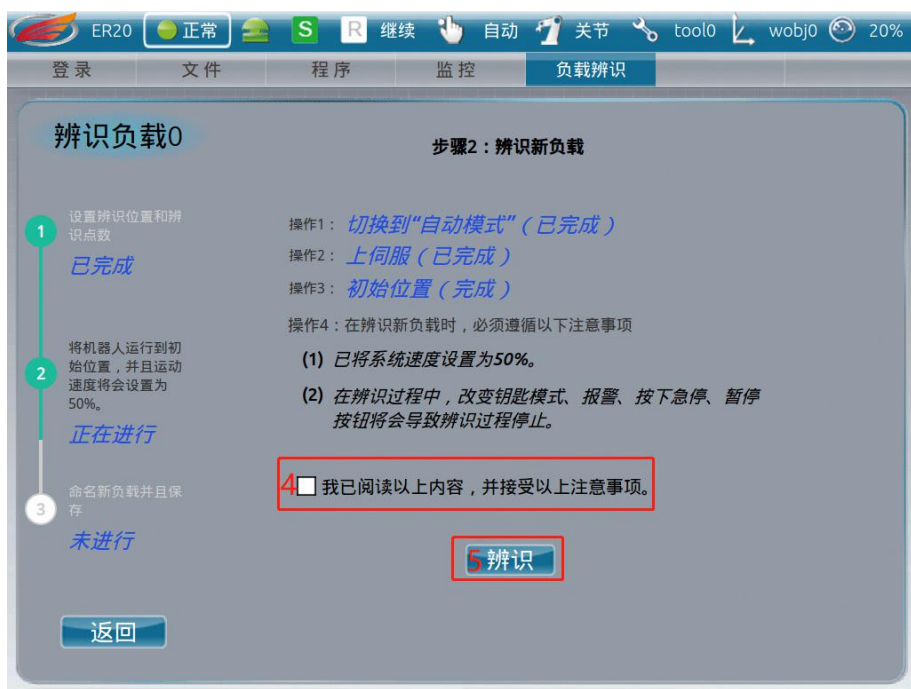 ER20 正常 S R 继续 自动 关节 tool0 wobj0 20%
登录 文件 程序 监控 负载辨识
辨识负载0
步骤2：辨识新负载
1 设置辨识位置和辨
识点数
已完成
2 将机器人运行到初
始位置，并且运动
速度将会设置为
50%。
正在进行
3 命名新负载并且保
存
未进行
操作1： 切换到“自动模式”（已完成）
操作2： 上伺服（已完成）
操作3： 初始位置（完成）
操作4：在辨识新负载时，必须遵循以下注意事项
(1) 已将系统速度设置为50%。
(2) 在辨识过程中，改变钥匙模式、报警、按下急停、暂停
按钮将会导致辨识过程停止。
4 我已阅读以上内容，并接受以上注意事项。
5 辨识
返回